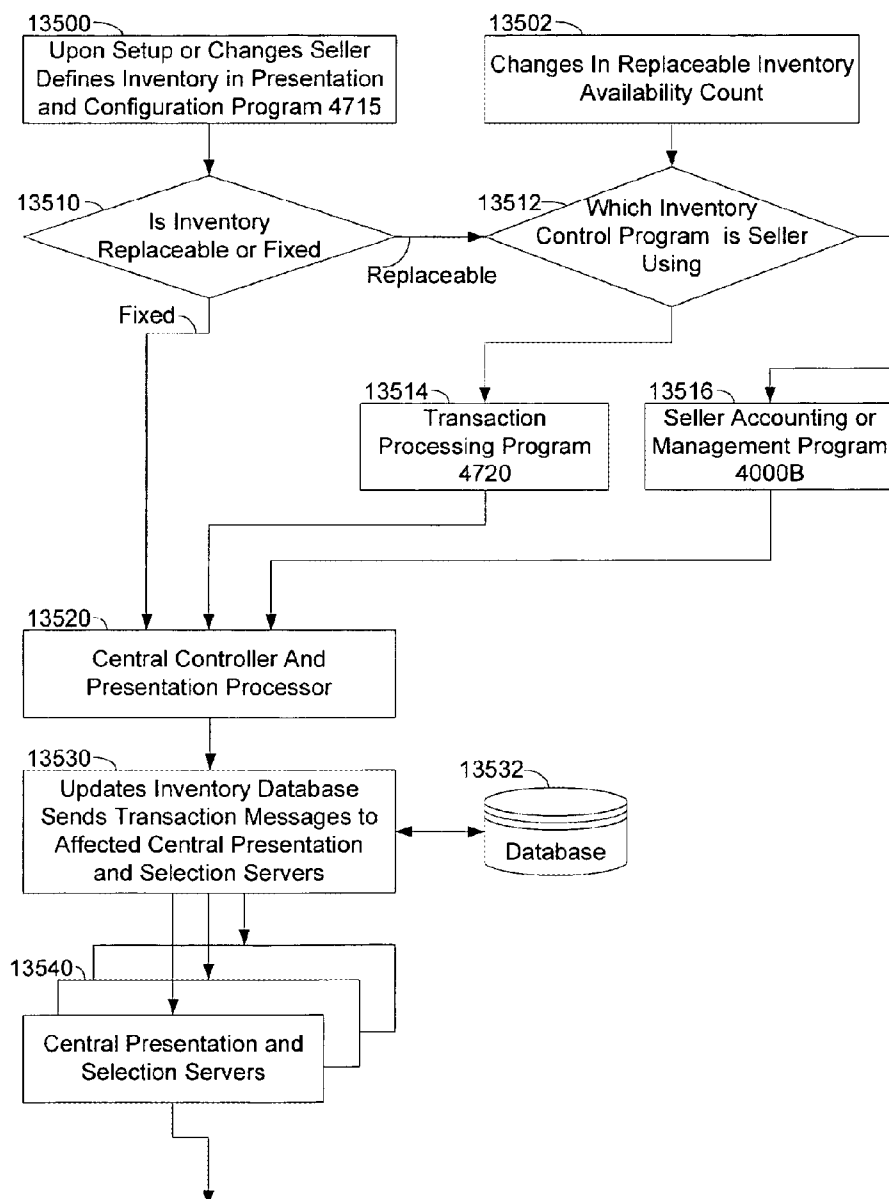 13500
Upon Setup or Changes Seller
Defines Inventory in Presentation
and Configuration Program 4715
13502
Changes In Replaceable Inventory
Availability Count
13510
Is Inventory
Replaceable or Fixed
Replaceable
Fixed
13512
Which Inventory
Control Program is Seller
Using
13514
Transaction
Processing Program
4720
13516
Seller Accounting or
Management Program
4000B
13520
Central Controller And
Presentation Processor
13530
Updates Inventory Database
Sends Transaction Messages to
Affected Central Presentation
and Selection Servers
13532
Database
13540
Central Presentation and
Selection Servers